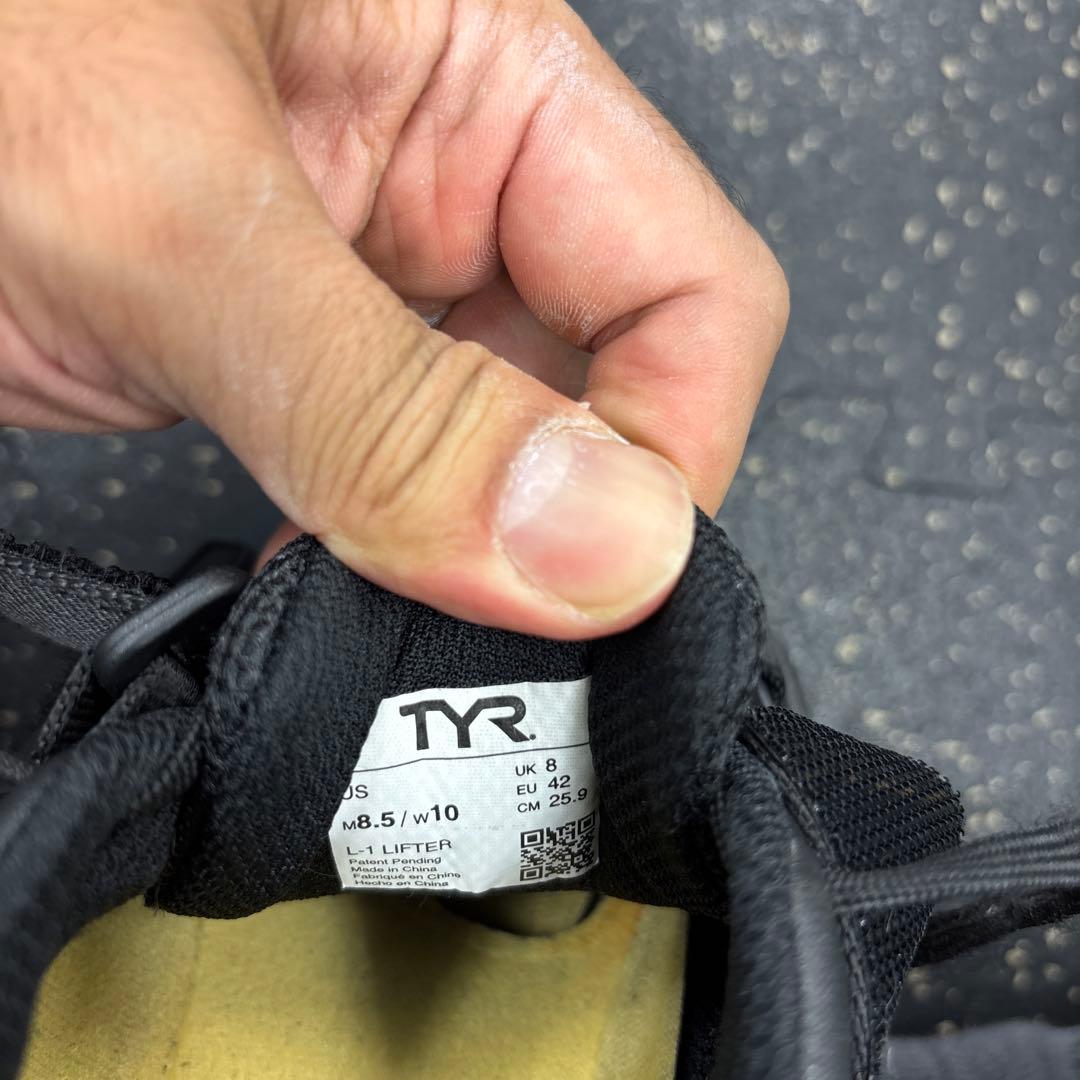 TYR.
US
M8.5 / W10
UK 8
EU 42
CM 25.9
L-1 LIFTER
Patent Pending
Made in China
Fabriqué en Chine
Hecho en China